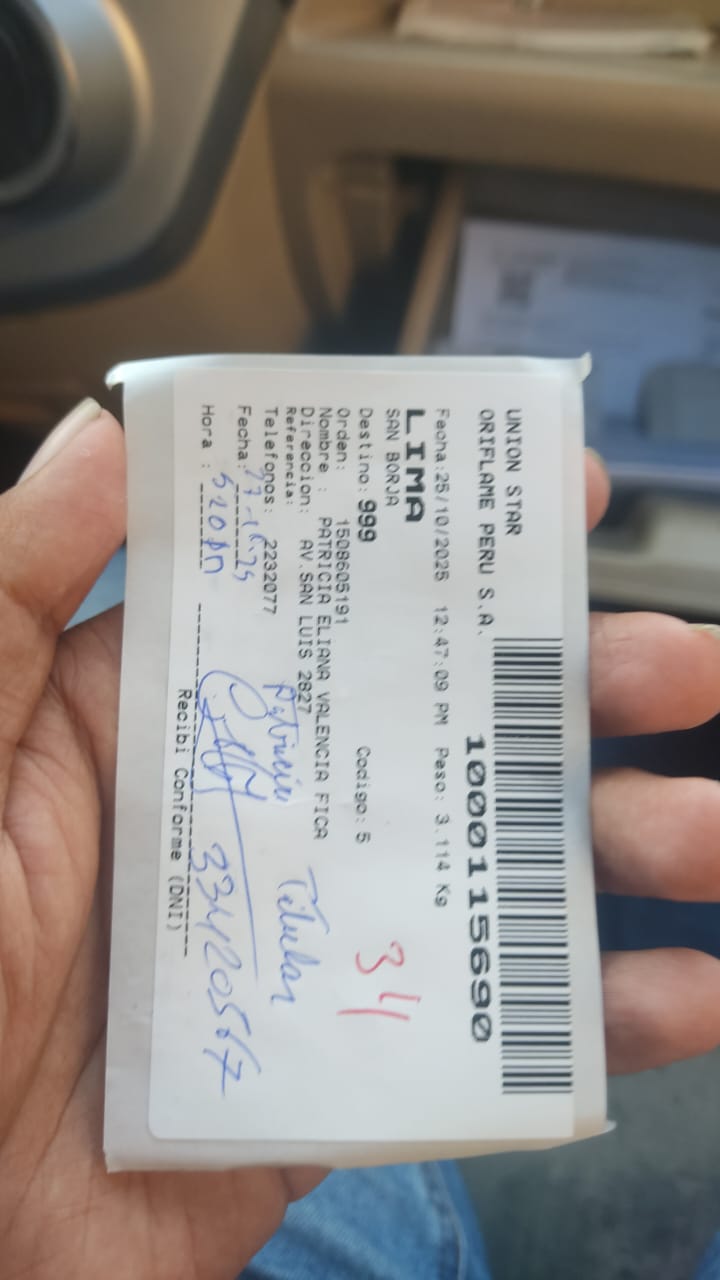 UNION STAR
ORIFLAME PERU S.A.
1000115690
Fecha:25/10/2025 12:47:09 PM Peso: 3.114 Kg
LIMA
SAN BORJA
Destino: 999 Codigo: 5
Orden: 1508605191
Nombre : PATRICIA ELIANA VALENCIA FICA
Direccion: AV.SAN LUIS 2827
Referencia:
Telefonos: 2232077
Patricia Titular
Fecha:
Hora :
33420567
Recibi Conforme (DNI)